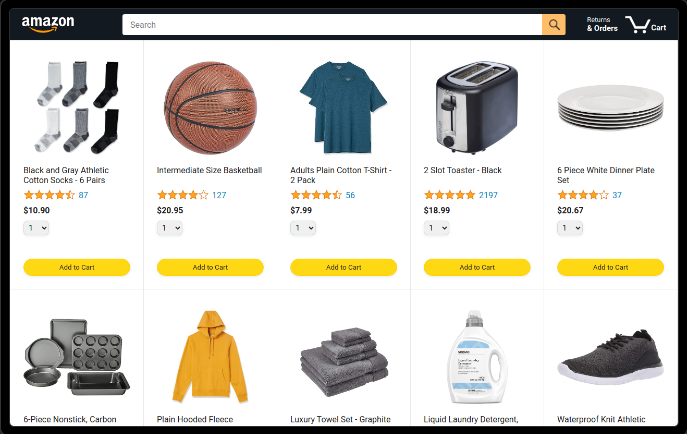 amazon
Search
Returns
& Orders
Cart
Black and Gray Athletic
Cotton Socks - 6 Pairs
87
$10.90
1
Add to Cart
Intermediate Size Basketball
127
$20.95
1
Add to Cart
Adults Plain Cotton T-Shirt -
2 Pack
56
$7.99
1
Add to Cart
2 Slot Toaster - Black
2197
$18.99
1
Add to Cart
6 Piece White Dinner Plate
Set
37
$20.67
1
Add to Cart
6-Piece Nonstick, Carbon
Plain Hooded Fleece
Luxury Towel Set - Graphite
Liquid Laundry Detergent,
Waterproof Knit Athletic